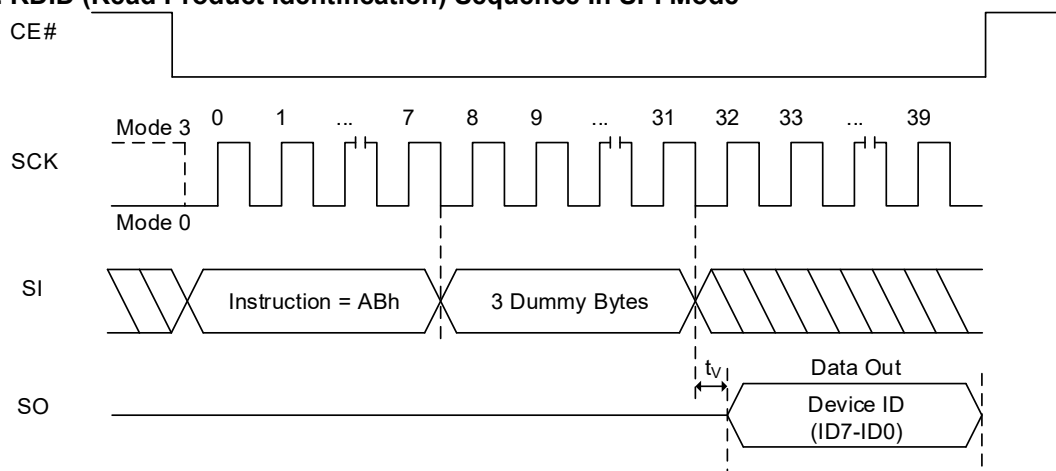 RDID (Read Product Identification) Sequence in SPI Mode
CE#
Mode 3 0 1 ... 7 8 9 ... 31 32 33 ... 39
SCK
Mode 0
SI
Instruction = ABh
3 Dummy Bytes
tV
Data Out
SO
Device ID
(ID7-ID0)